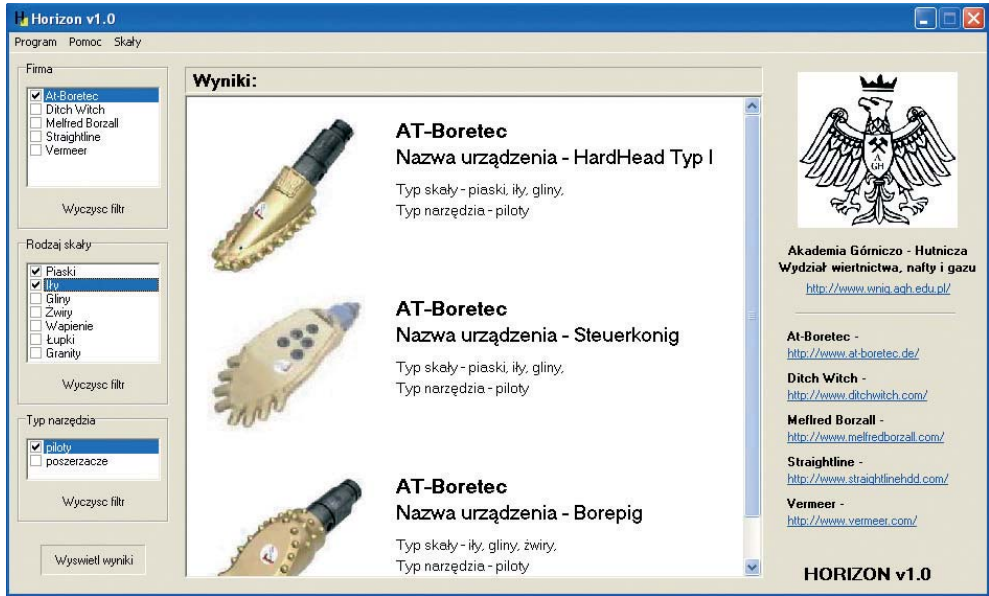 Horizon v1.0
Program Pomoc Skały
Firma
At-Boretec
Ditch Witch
Melfred Borzall
Straightline
Vermeer
Wyczysc filtr
Rodzaj skały
Piaski
Iły
Gliny
Żwiry
Wapienie
Łupki
Granity
Wyczysc filtr
Typ narzędzia
piloty
poszerzacze
Wyczysc filtr
Wyswietl wyniki
Wyniki:
AT-Boretec
Nazwa urządzenia - HardHead Typ I
Typ skały - piaski, iły, gliny,
Typ narzędzia - piloty
AT-Boretec
Nazwa urządzenia - Steuerkonig
Typ skały - piaski, iły, gliny,
Typ narzędzia - piloty
AT-Boretec
Nazwa urządzenia - Borepig
Typ skały - iły, gliny, żwiry,
Typ narzędzia - piloty
A
GH
Akademia Górniczo - Hutnicza
Wydział wiertnictwa, nafty i gazu
http://www.wnig.agh.edu.pl/
At-Boretec -
http://www.at-boretec.de/
Ditch Witch -
http://www.ditchwitch.com/
Meflred Borzall -
http://www.melfredborzall.com/
Straightline -
http://www.straightlinehdd.com/
Vermeer -
http://www.vermeer.com/
HORIZON v1.0